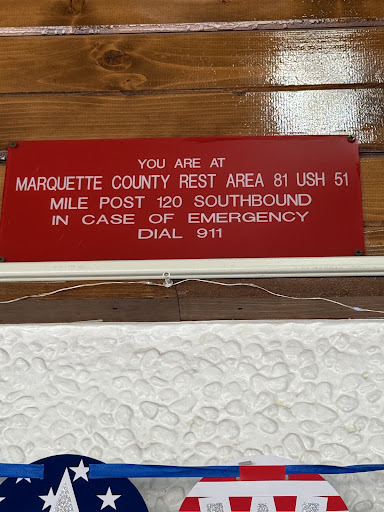 YOU ARE AT
MARQUETTE COUNTY REST AREA 81 USH 51
MILE POST 120 SOUTHBOUND
IN CASE OF EMERGENCY
DIAL 911